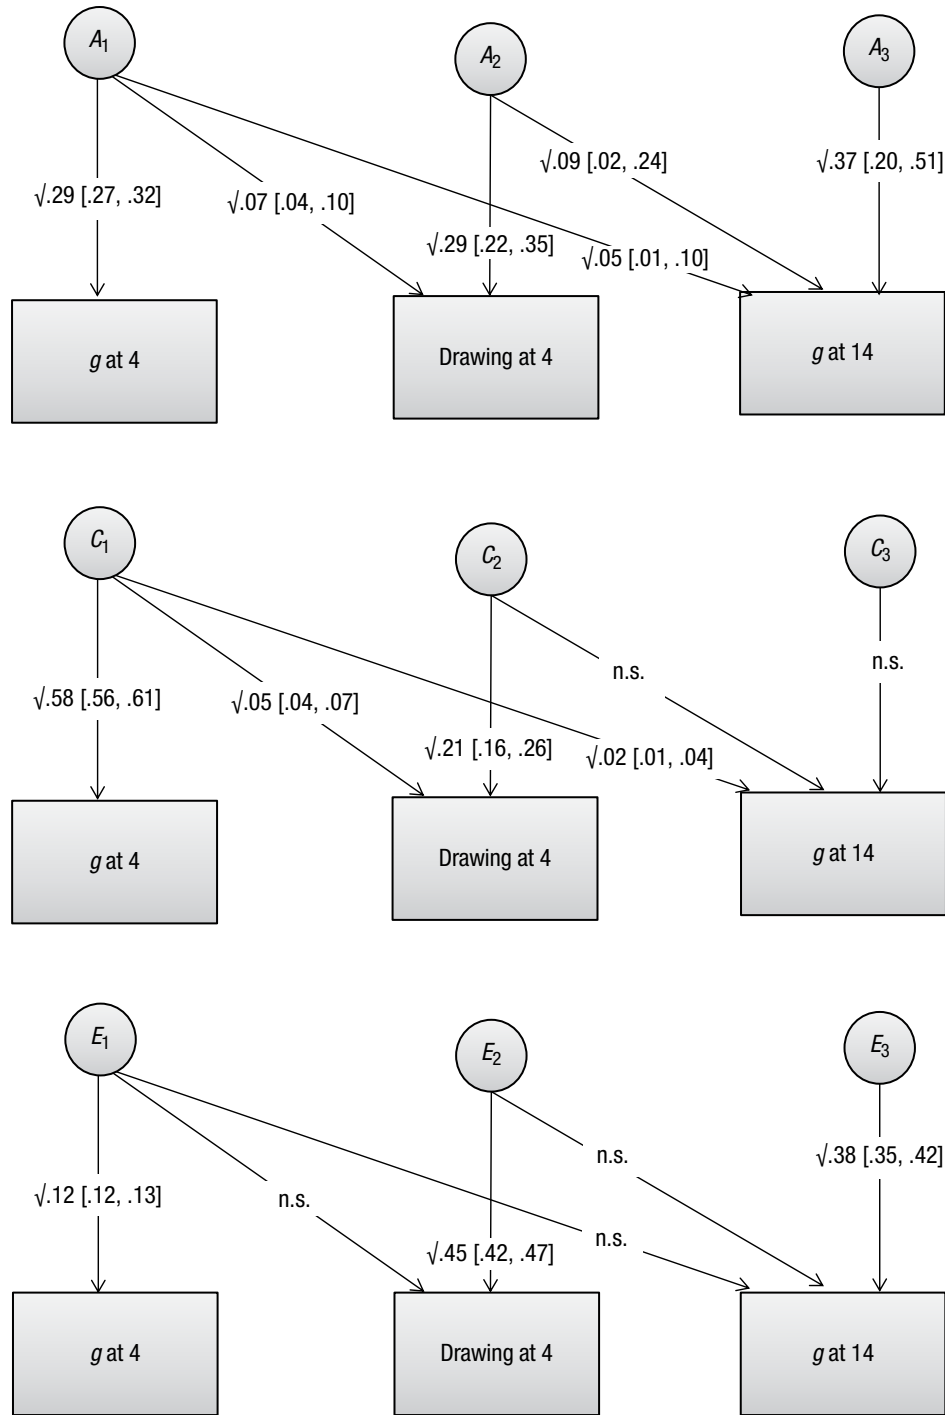 A1
A2
A3
√.09 [.02, .24]
√.37 [.20, .51]
√.29 [.27, .32]
√.07 [.04, .10]
√.29 [.22, .35]
√.05 [.01, .10]
g at 4
Drawing at 4
g at 14
C1
C2
C3
n.s.
n.s.
√.58 [.56, .61]
√.05 [.04, .07]
√.21 [.16, .26]
√.02 [.01, .04]
g at 4
Drawing at 4
g at 14
E1
E2
E3
n.s.
√.38 [.35, .42]
√.12 [.12, .13]
n.s.
√.45 [.42, .47]
n.s.
g at 4
Drawing at 4
g at 14